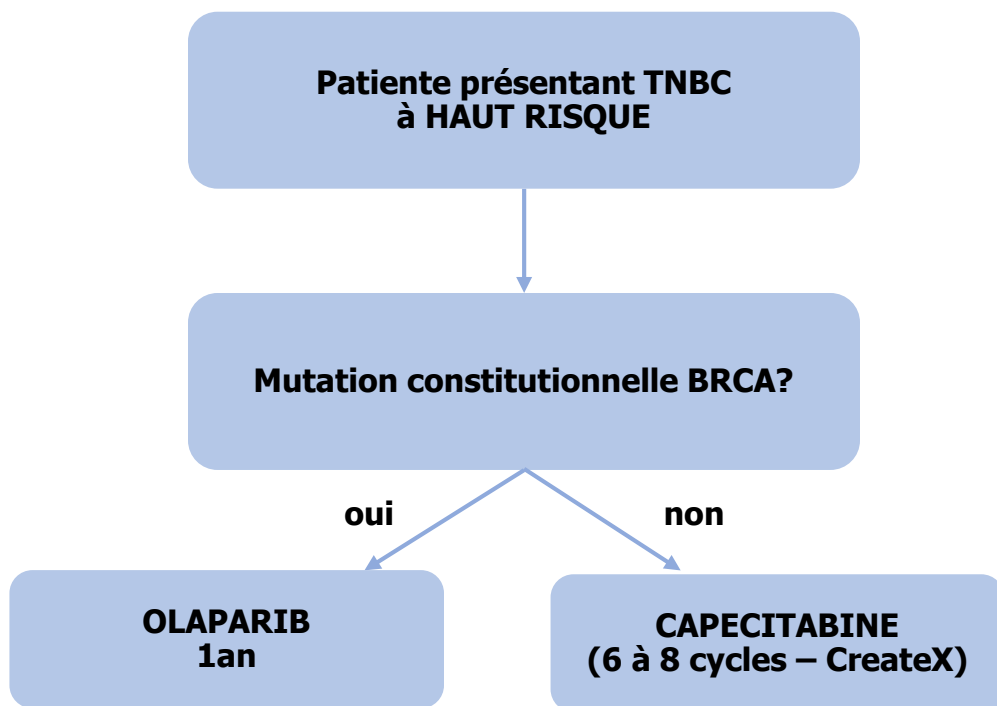 Patiente présentant TNBC
à HAUT RISQUE
Mutation constitutionnelle BRCA?
oui
non
OLAPARIB
1an
CAPECITABINE
(6 à 8 cycles – CreateX)